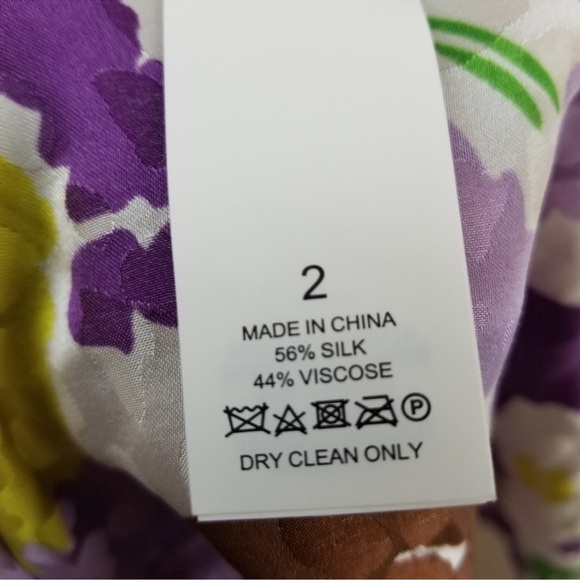 2
MADE IN CHINA
56% SILK
44% VISCOSE
P
DRY CLEAN ONLY